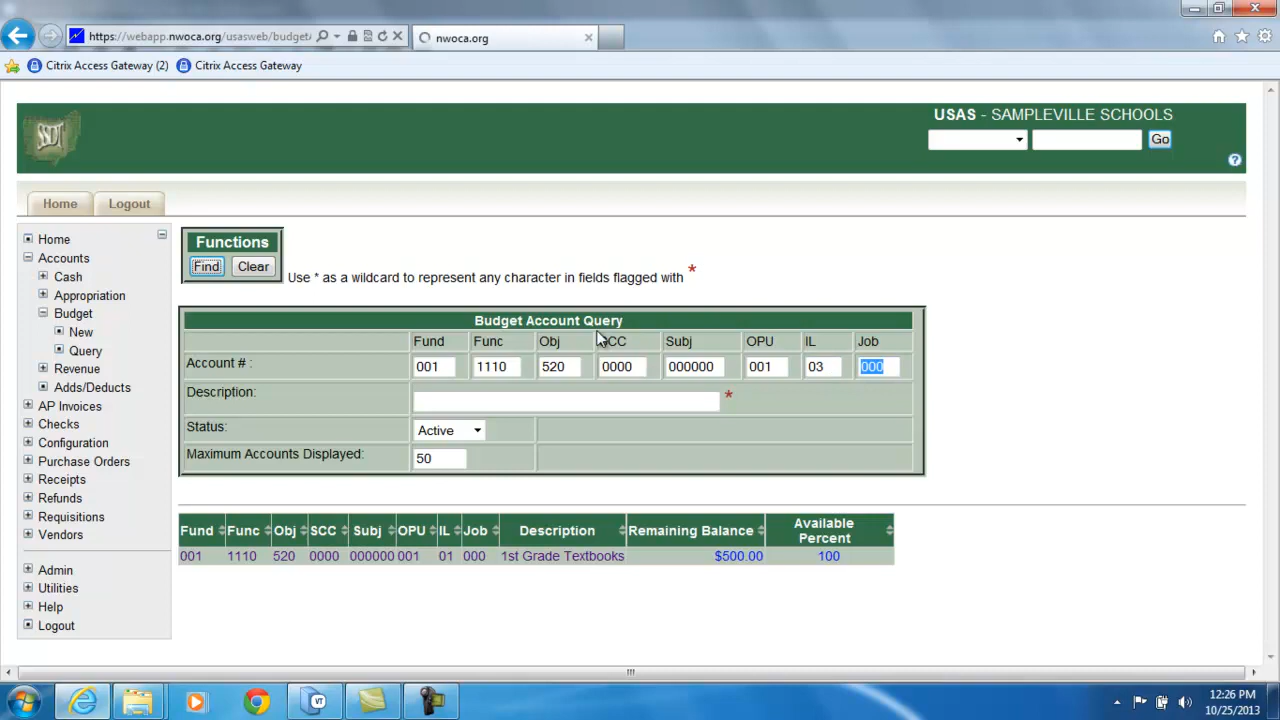 https://webapp.nwoca.org/usasweb/budget/
nwoca.org
Citrix Access Gateway (2) Citrix Access Gateway
SSDT
USAS - SAMPLEVILLE SCHOOLS
Go
Home Logout
Home
Accounts
Cash
Appropriation
Budget
New
Query
Revenue
Adds/Deducts
AP Invoices
Checks
Configuration
Purchase Orders
Receipts
Refunds
Requisitions
Vendors
Admin
Utilities
Help
Logout
Functions
Find Clear
Use * as a wildcard to represent any character in fields flagged with *
Budget Account Query
Fund Func Obj SCC Subj OPU IL Job
Account # : 001 1110 520 0000 000000 001 03 000
Description: *
Status: Active
Maximum Accounts Displayed: 50
Fund Func Obj SCC Subj OPU IL Job Description Remaining Balance Available Percent
001 1110 520 0000 000000 001 01 000 1st Grade Textbooks $500.00 100
12:26 PM
10/25/2013